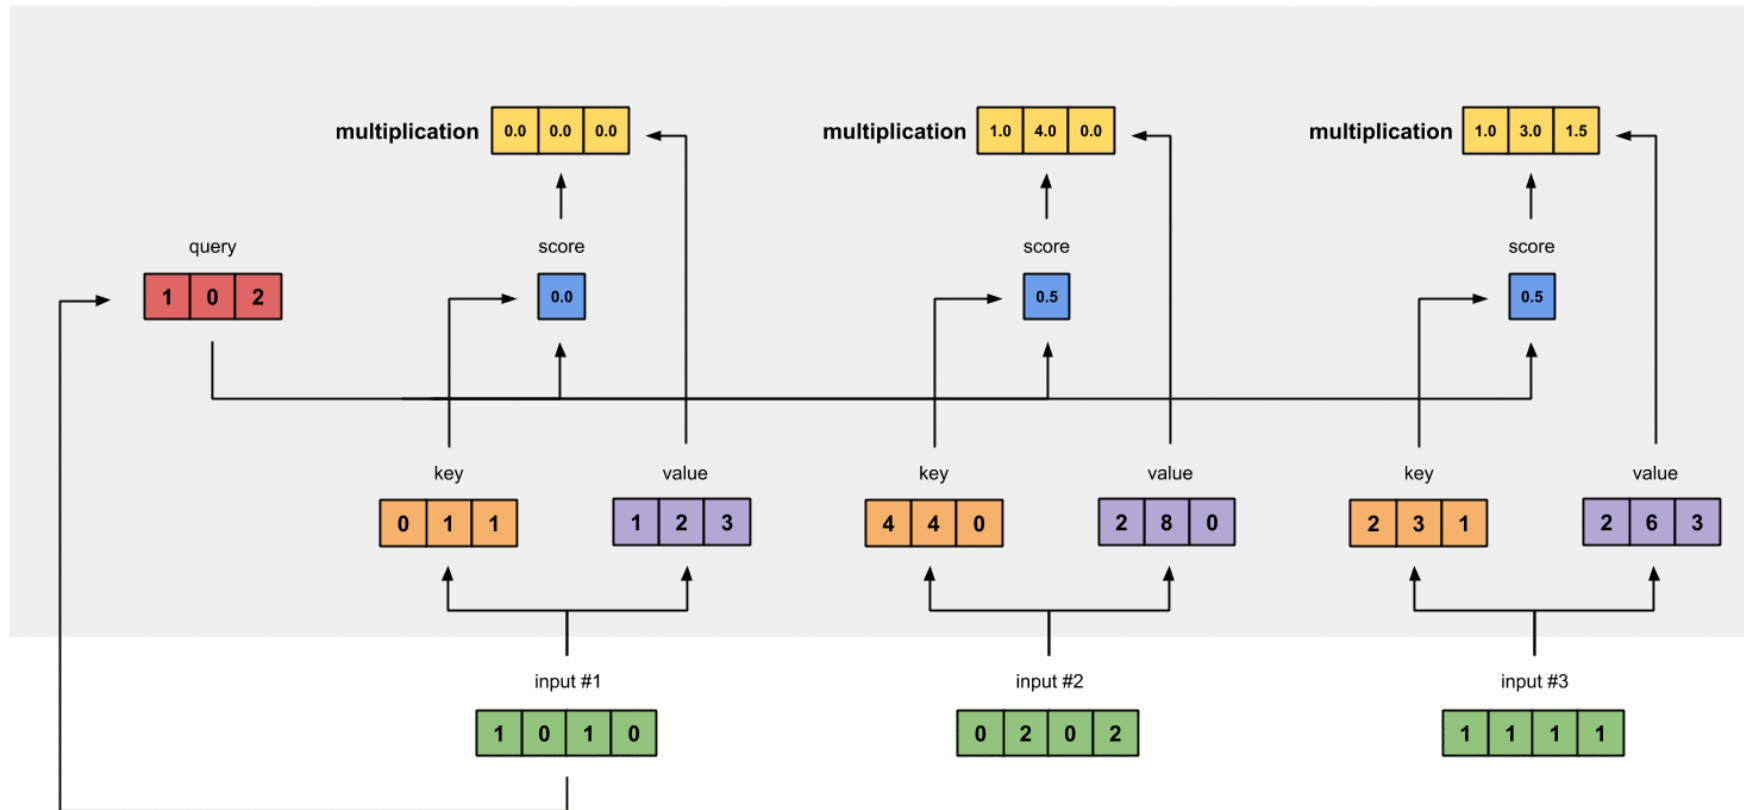 multiplication 0.0 0.0 0.0
multiplication 1.0 4.0 0.0
multiplication 1.0 3.0 1.5
query
score
score
score
1 0 2
0.0
0.5
0.5
key
value
key
value
key
value
0 1 1
1 2 3
4 4 0
2 8 0
2 3 1
2 6 3
input #1
input #2
input #3
1 0 1 0
0 2 0 2
1 1 1 1